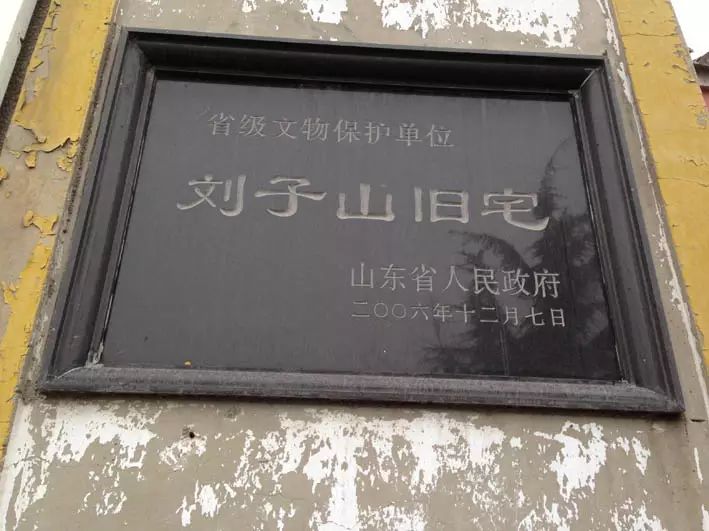 省级文物保护单位
刘子山旧宅
山东省人民政府
二〇〇六年十二月七日